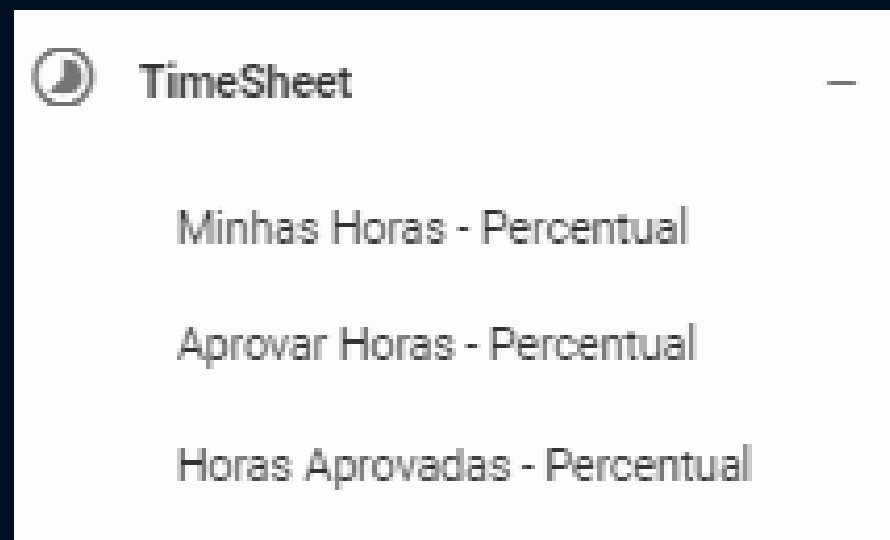 TimeSheet
Minhas Horas - Percentual
Aprovar Horas - Percentual
Horas Aprovadas - Percentual